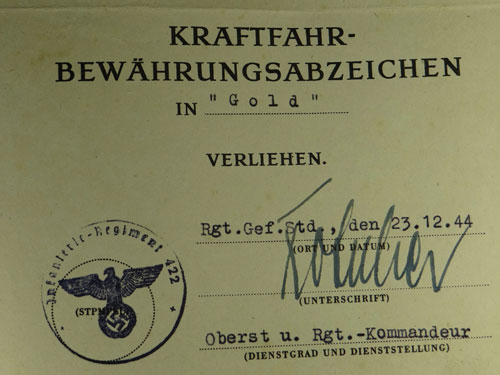 KRAFTFAHR-
BEWÄHRUNGSABZEICHEN
IN "Gold"
VERLIEHEN.
Rgt.Gef.Std., den 23.12.44
(ORT UND DATUM)
Infanterie-Regiment 422
(STPM
(UNTERSCHRIFT)
Oberst u. Rgt.-Kommandeur
(DIENSTGRAD UND DIENSTSTELLUNG)